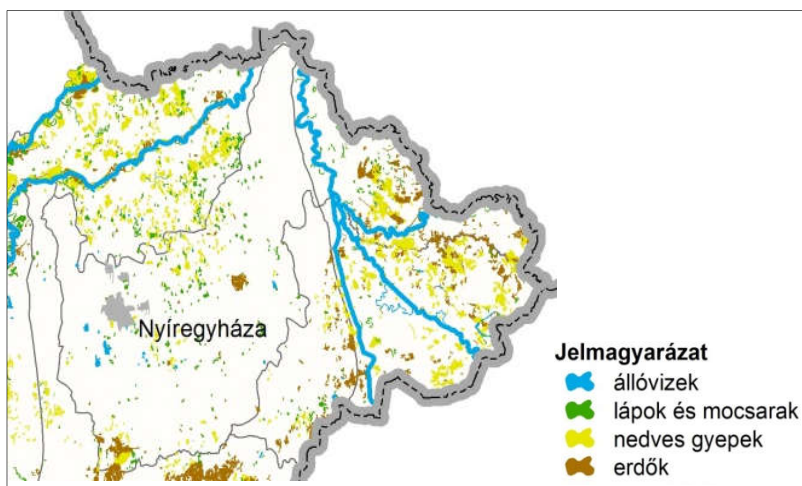 Nyíregyháza
Jelmagyarázat
állóvizek
lápok és mocsarak
nedves gyepek
erdők